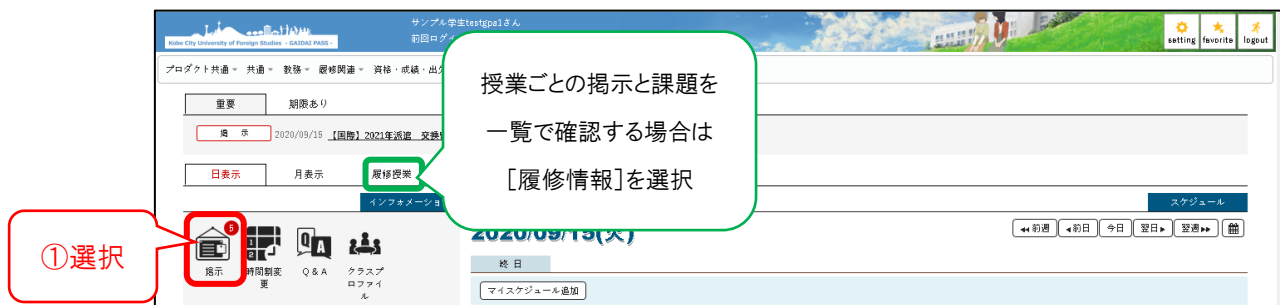 サンプル学生testgpa1さん
Kobe City University of Foreign Studies - GAIDAI PASS -
前回ログイ
setting favorite logout
プロダクト共通 共通 教務 履修関連 資格・成績・出欠
重要 期限あり
掲 示 2020/09/15 【国際】2021年派遣 交換
授業ごとの掲示と課題を
一覧で確認する場合は
[履修情報]を選択
日表示 月表示 履修授業
インフォメーショ スケジュール
2020/09/15(火)
前週 前日 今日 翌日 翌週
5
①選択
掲示 時間割変更 Q&A クラスプロファイル
終日
マイスケジュール追加